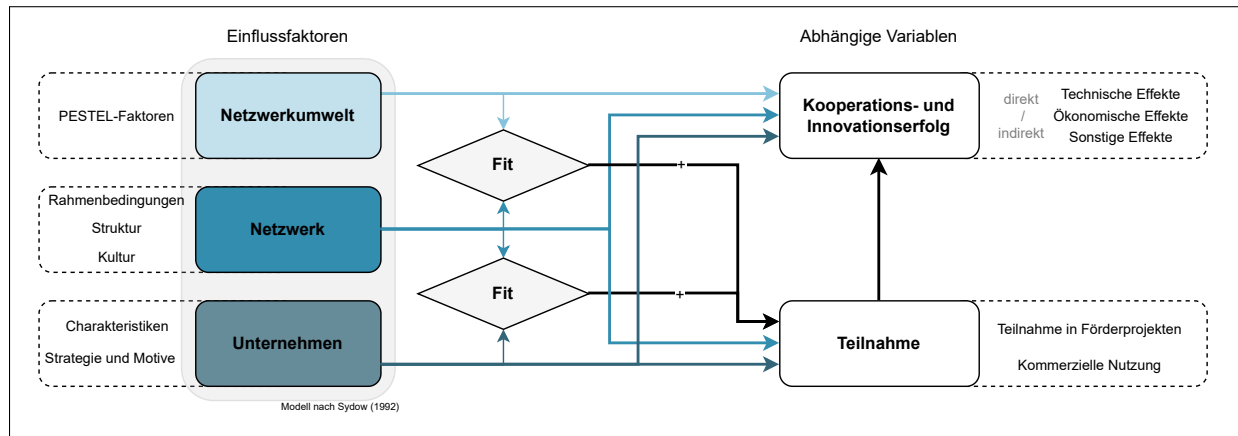 Einflussfaktoren
Abhängige Variablen
PESTEL-Faktoren
Netzwerkumwelt
Kooperations- und
Innovationserfolg
direkt
/
indirekt
Technische Effekte
Ökonomische Effekte
Sonstige Effekte
Fit
+
Rahmenbedingungen
Struktur
Kultur
Netzwerk
Fit
+
Charakteristiken
Strategie und Motive
Unternehmen
Teilnahme
Teilnahme in Förderprojekten
Kommerzielle Nutzung
Modell nach Sydow (1992)